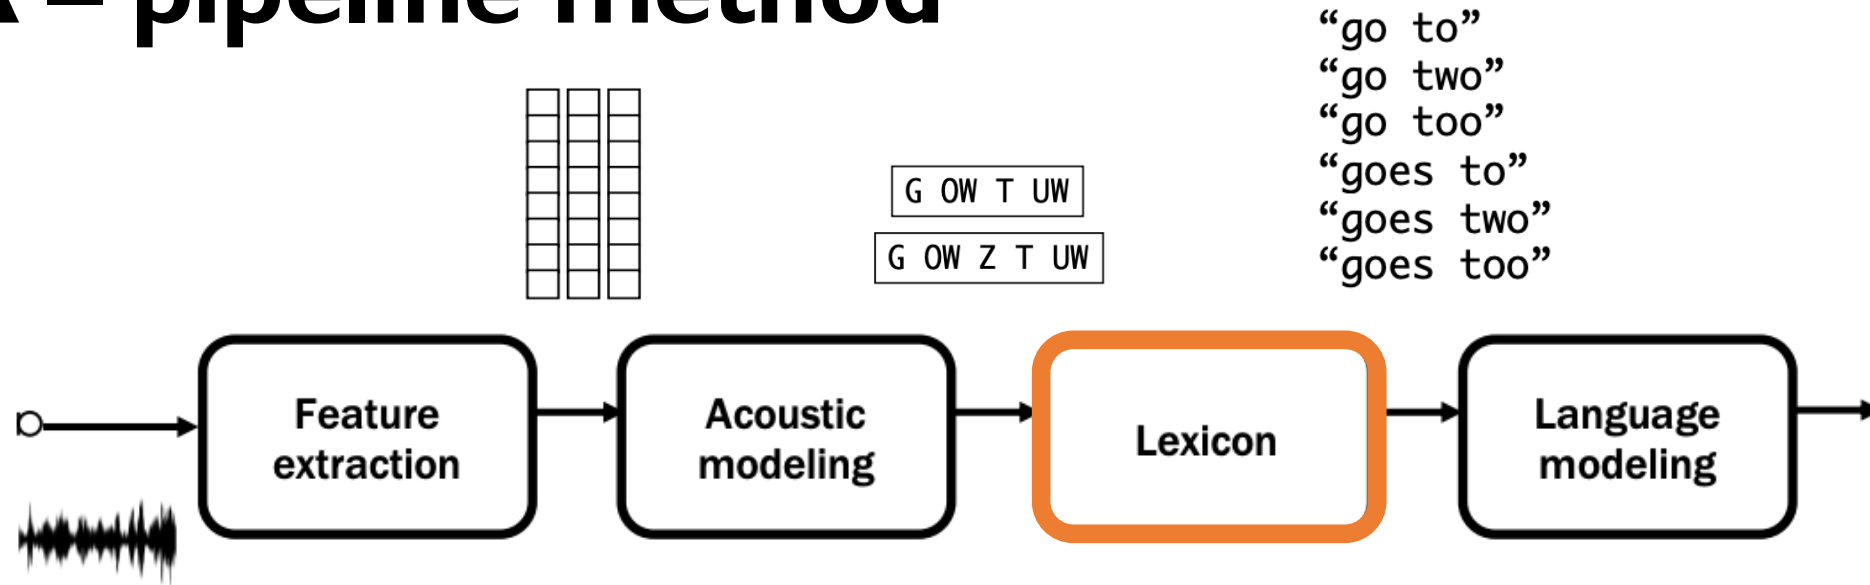 – pipeline method
“go to”
“go two”
“go too”
“goes to”
“goes two”
“goes too”
G OW T UW
G OW Z T UW
Feature
extraction
Acoustic
modeling
Lexicon
Language
modeling